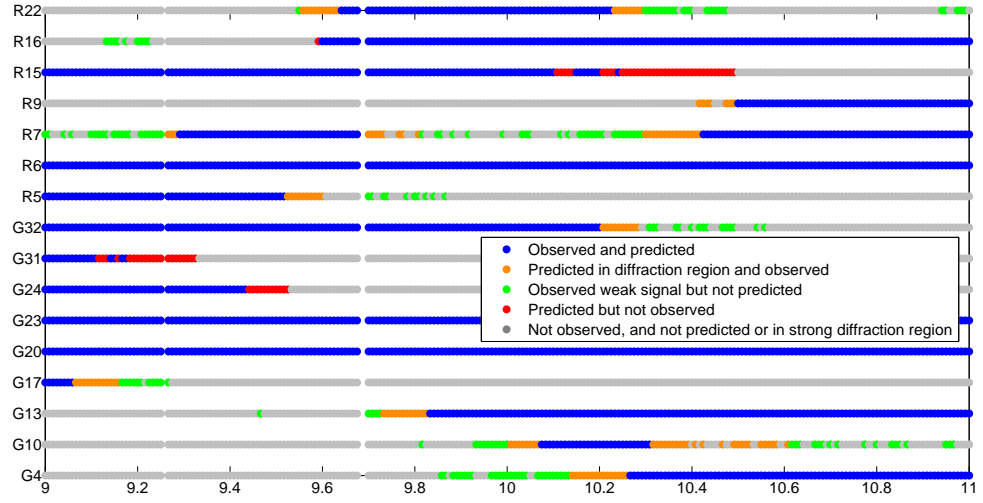 R22
R16
R15
R9
R7
R6
R5
G32
G31
G24
G23
G20
G17
G13
G10
G4
Observed and predicted
Predicted in diffraction region and observed
Observed weak signal but not predicted
Predicted but not observed
Not observed, and not predicted or in strong diffraction region
9 9.2 9.4 9.6 9.8 10 10.2 10.4 10.6 10.8 11